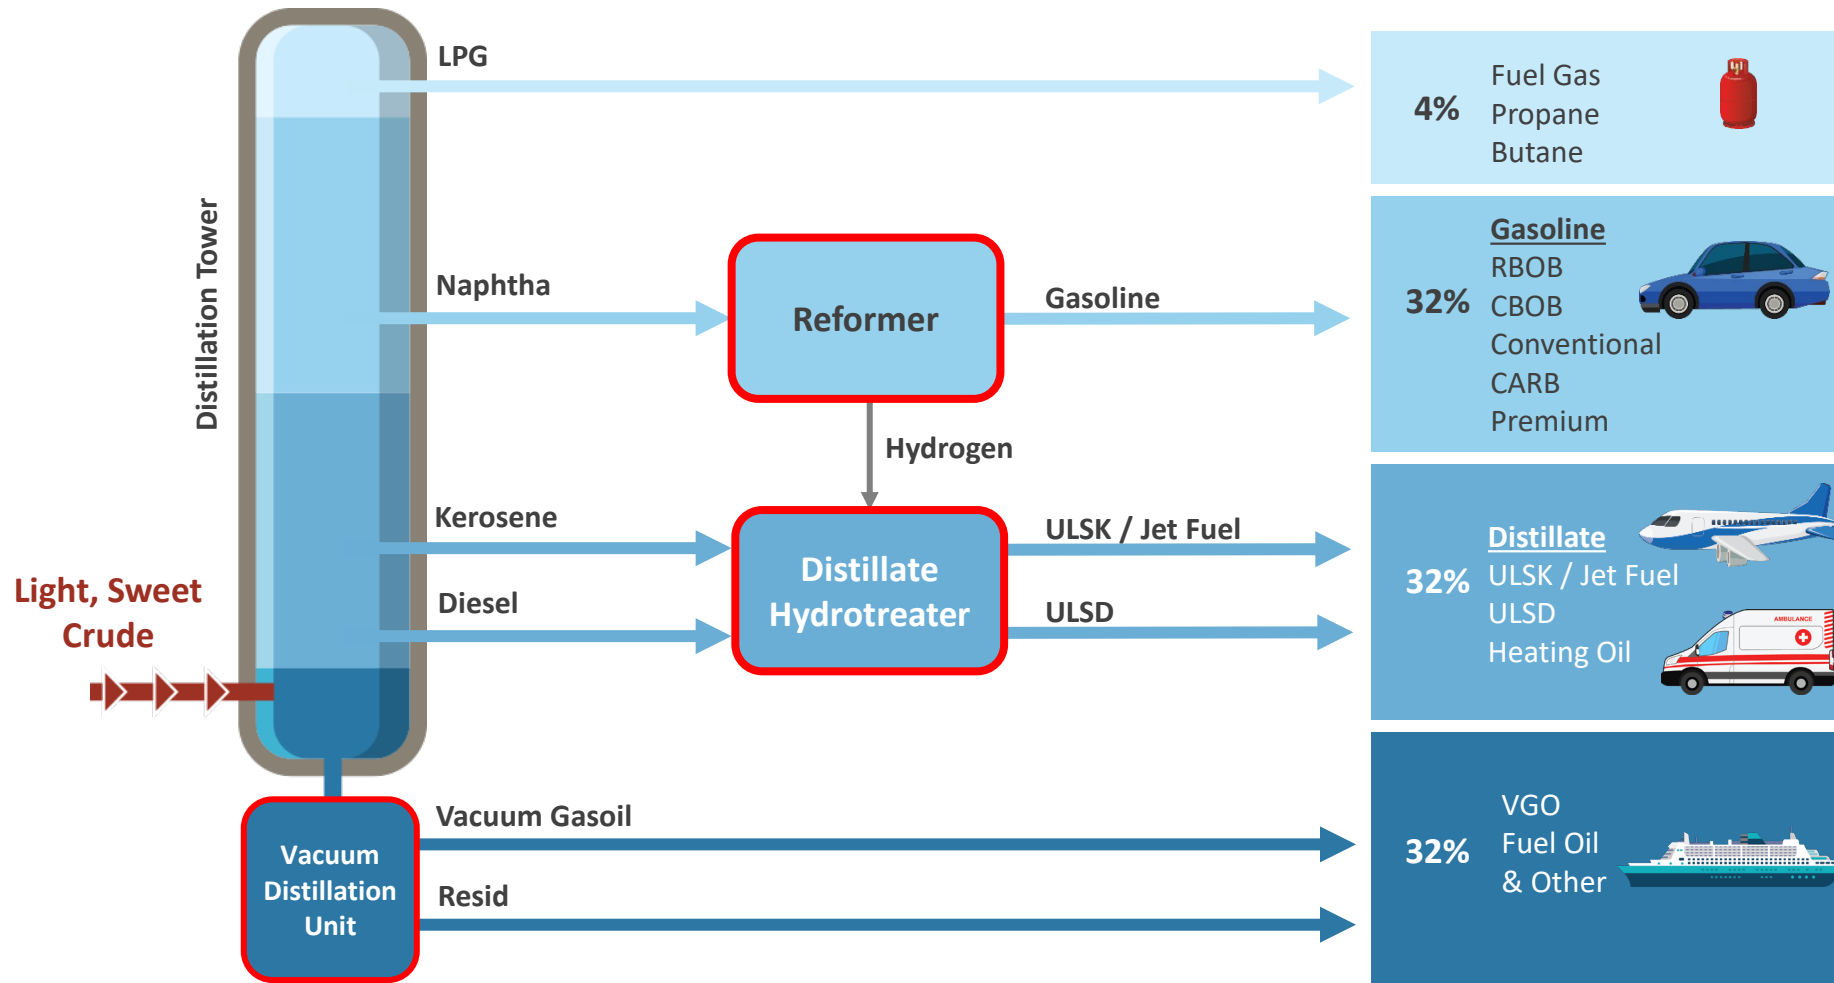 LPG
Fuel Gas
4%
Propane
Butane
Distillation Tower
Naphtha
Reformer
Gasoline
Gasoline
RBOB
32%
CBOB
Conventional
CARB
Premium
Hydrogen
Kerosene
ULSK / Jet Fuel
Light, Sweet
Crude
Diesel
Distillate
Hydrotreater
ULSD
Distillate
32%
ULSK / Jet Fuel
ULSD
Heating Oil
AMBULANCE
Vacuum
Distillation
Unit
Vacuum Gasoil
Resid
VGO
32%
Fuel Oil
& Other